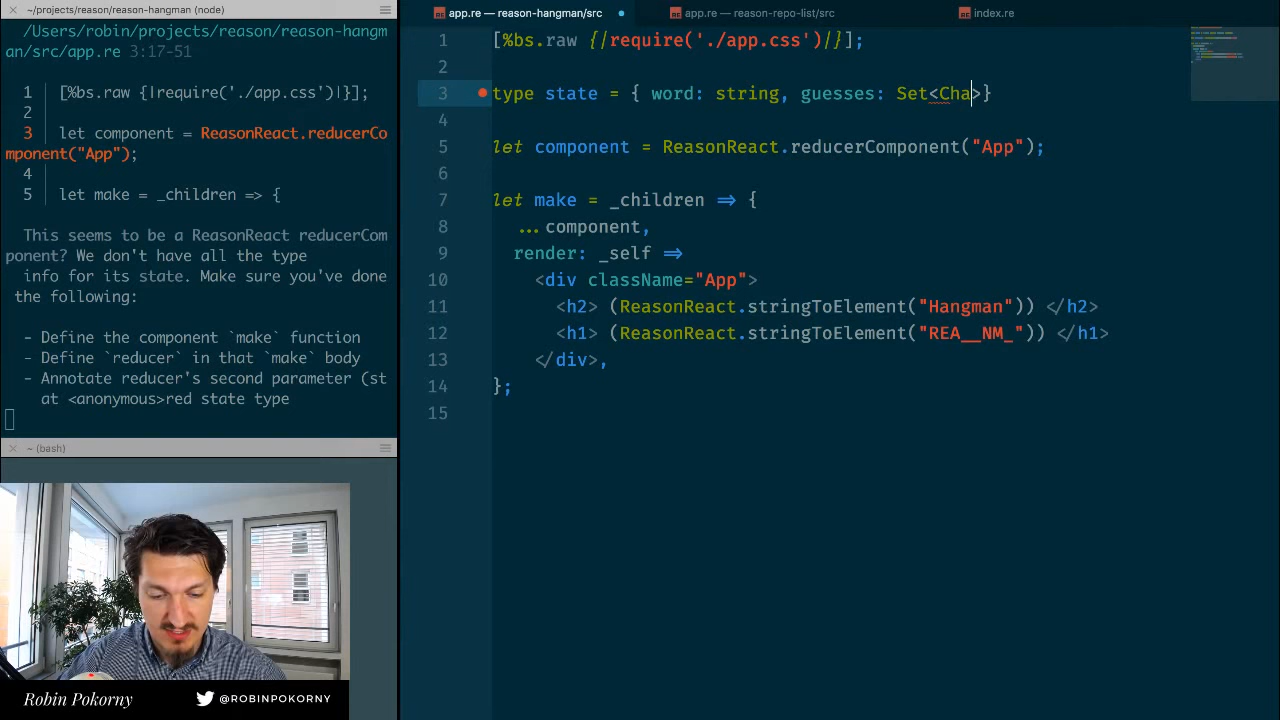 ~/projects/reason/reason-hangman (node)
/Users/robin/projects/reason/reason-hangm
an/src/app.re 3:17-51
1 [%bs.raw {|require('./app.css')|}];
2
3 let component = ReasonReact.reducerCo
mponent("App");
4
5 let make = _children => {
This seems to be a ReasonReact reducerCom
ponent? We don't have all the type
info for its state. Make sure you've done
the following:
- Define the component `make` function
- Define `reducer` in that `make` body
- Annotate reducer's second parameter (st
at <anonymous>red state type
~ (bash)
Robin Pokorny
@ROBINPOKORNY
app.re — reason-hangman/src
app.re — reason-repo-list/src
index.re
1 [%bs.raw {|require('./app.css')|}];
2
3 type state = { word: string, guesses: Set<Cha>}
4
5 let component = ReasonReact.reducerComponent("App");
6
7 let make = _children => {
8 ...component,
9 render: _self =>
10 <div className="App">
11 <h2> (ReasonReact.stringToElement("Hangman")) </h2>
12 <h1> (ReasonReact.stringToElement("REA__NM_")) </h1>
13 </div>,
14 };
15